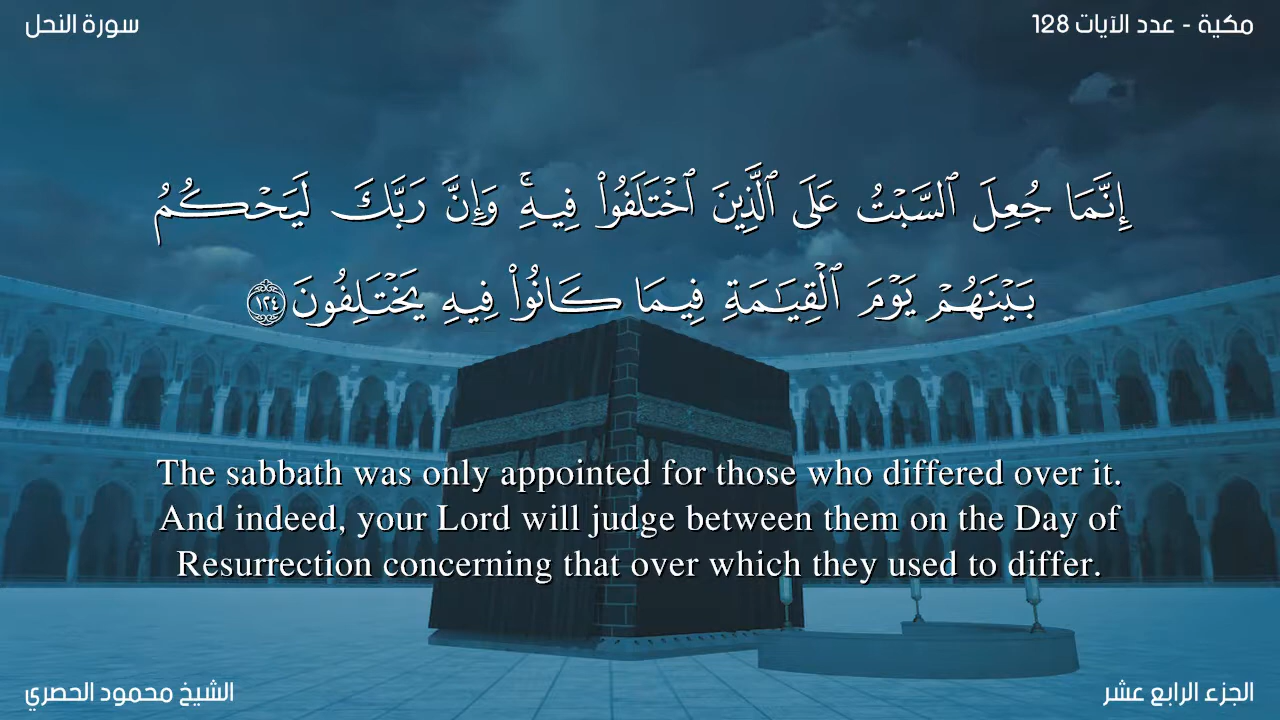 مكية - عدد الآيات 128
سورة النحل
إِنَّمَا جُعِلَ ٱلسَّبْتُ عَلَى ٱلَّذِينَ ٱخْتَلَفُوا۟ فِيهِ ۚ وَإِنَّ رَبَّكَ لَيَحْكُمُ
بَيْنَهُمْ يَوْمَ ٱلْقِيَـٰمَةِ فِيمَا كَانُوا۟ فِيهِ يَخْتَلِفُونَ ١٢٤
The sabbath was only appointed for those who differed over it.
And indeed, your Lord will judge between them on the Day of
Resurrection concerning that over which they used to differ.
الجزء الرابع عشر
الشيخ محمود الحصري